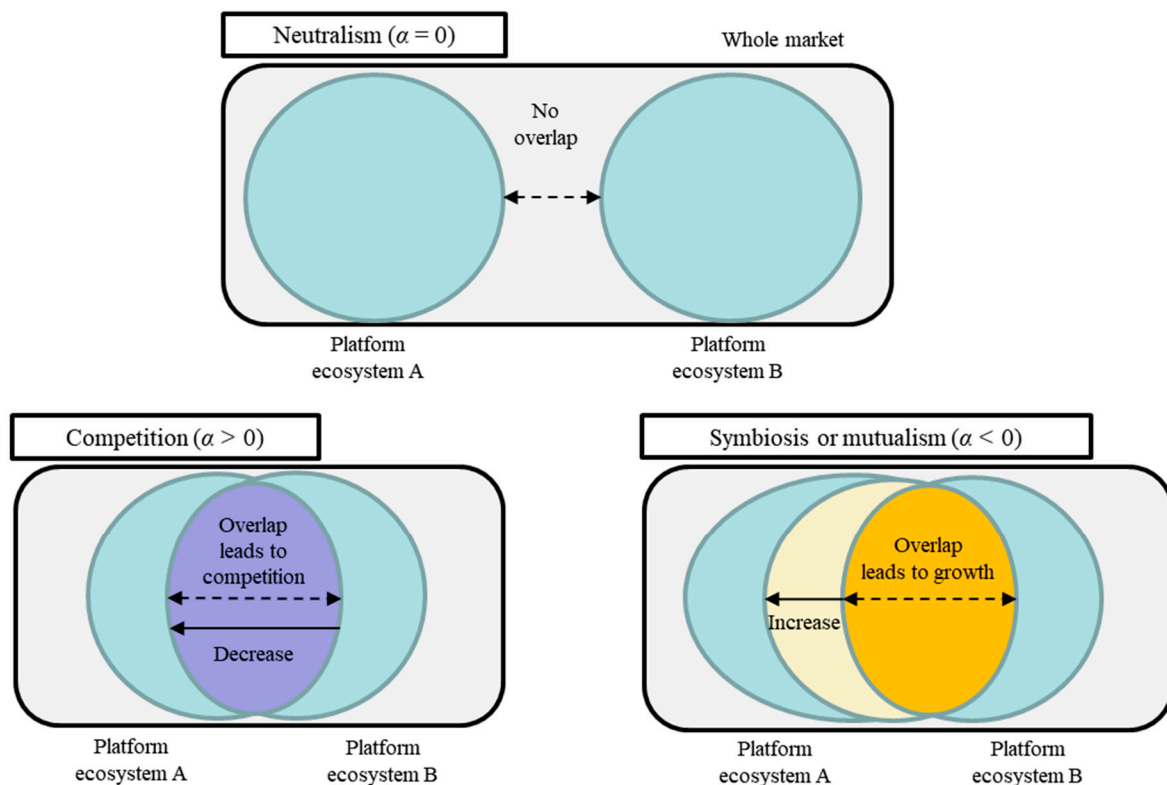 Neutralism (α = 0)
Whole market
No
overlap
Platform
ecosystem A
Platform
ecosystem B
Competition (α > 0)
Overlap
leads to
competition
Decrease
Platform
ecosystem A
Platform
ecosystem B
Symbiosis or mutualism (α < 0)
Overlap
leads to growth
Increase
Platform
ecosystem A
Platform
ecosystem B